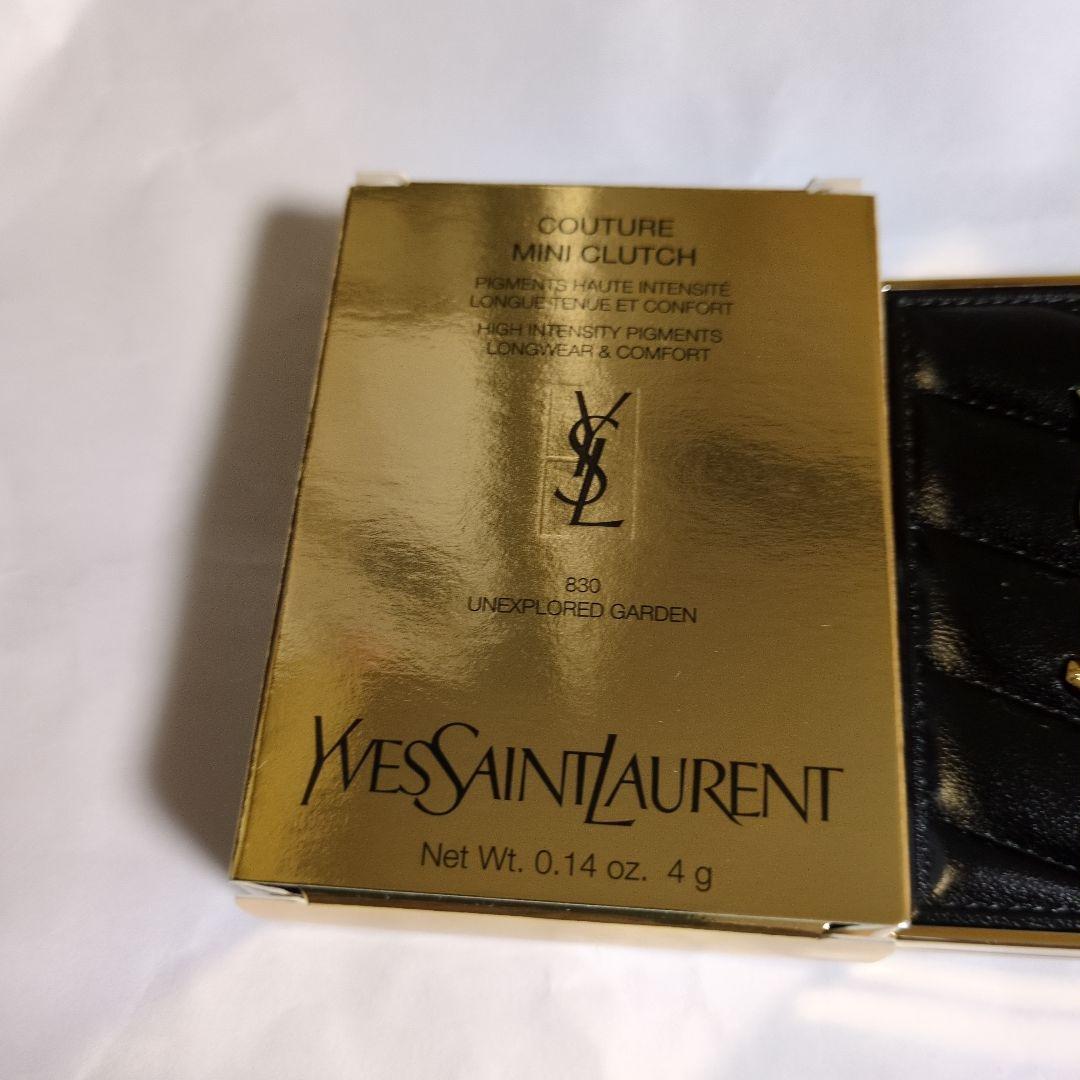 COUTURE
MINI CLUTCH
PIGMENTS HAUTE INTENSITÉ
LONGUE TENUE ET CONFORT
HIGH INTENSITY PIGMENTS
LONGWEAR & COMFORT
YSL
830
UNEXPLORED GARDEN
YVESSAINTLAURENT
Net Wt. 0.14 oz. 4 g